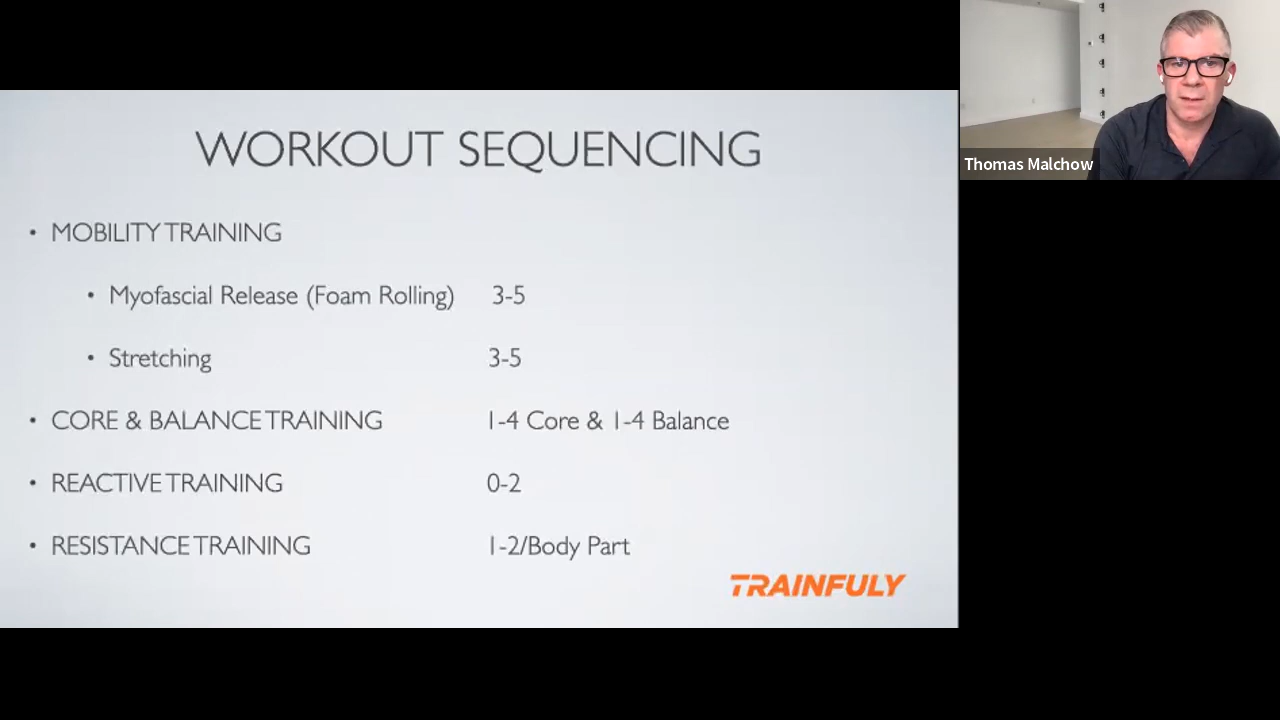 WORKOUT SEQUENCING
• MOBILITY TRAINING
• Myofascial Release (Foam Rolling) 3-5
• Stretching 3-5
• CORE & BALANCE TRAINING 1-4 Core & 1-4 Balance
• REACTIVE TRAINING 0-2
• RESISTANCE TRAINING 1-2/Body Part
TRAINFULY
Thomas Malchow